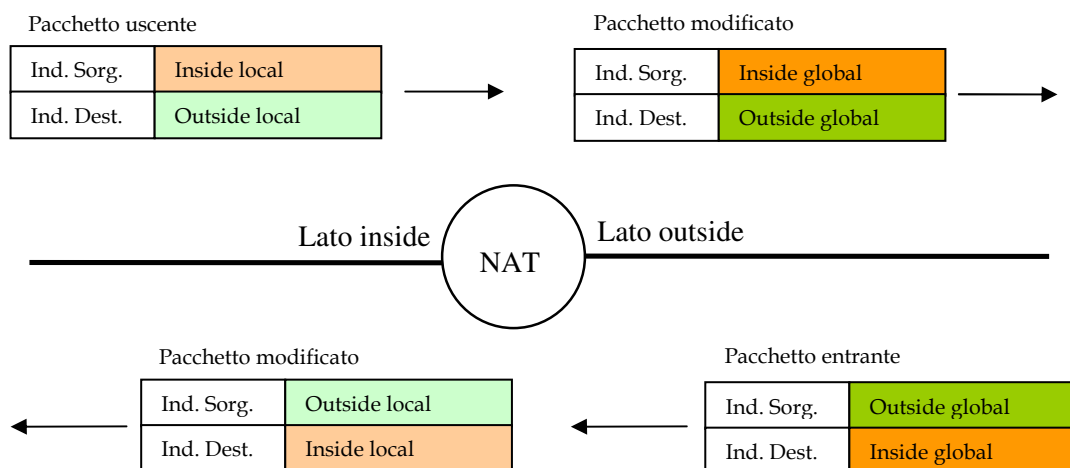 Pacchetto uscente
Ind. Sorg. Inside local
Ind. Dest. Outside local
Pacchetto modificato
Ind. Sorg. Inside global
Ind. Dest. Outside global
Lato inside
NAT
Lato outside
Pacchetto modificato
Ind. Sorg. Outside local
Ind. Dest. Inside local
Pacchetto entrante
Ind. Sorg. Outside global
Ind. Dest. Inside global